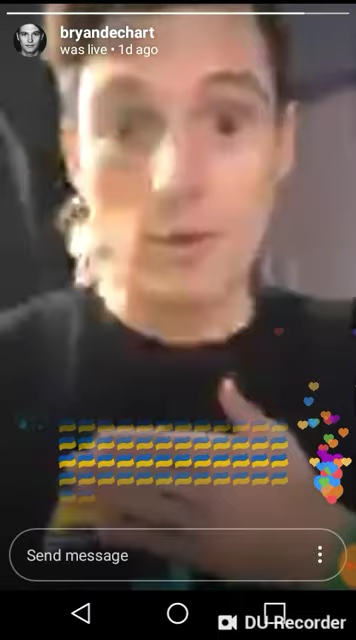 bryandechart
was live • 1d ago
Send message
DU Recorder